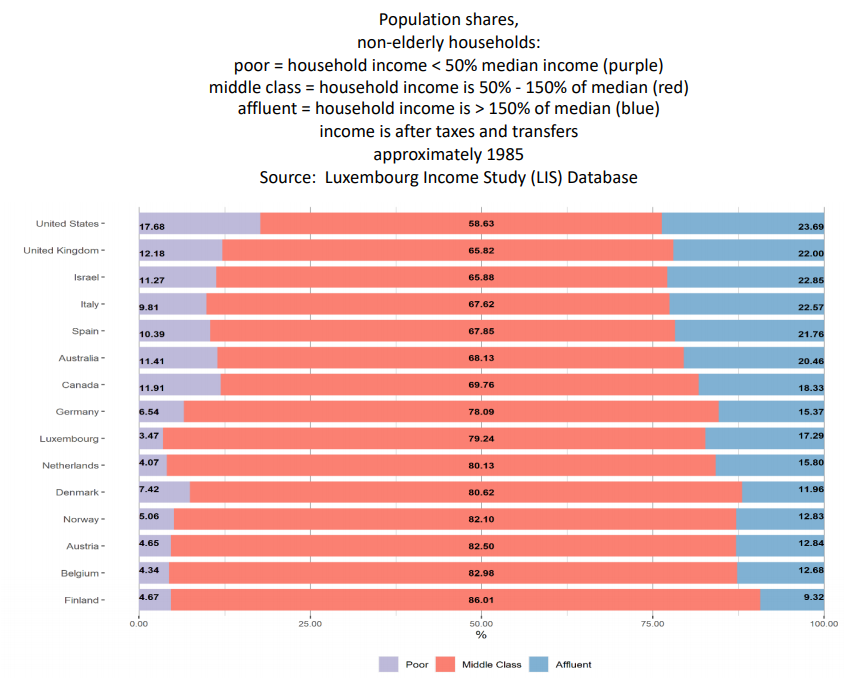 Population shares,
non-elderly households:
poor = household income < 50% median income (purple)
middle class = household income is 50% - 150% of median (red)
affluent = household income is > 150% of median (blue)
income is after taxes and transfers
approximately 1985
Source:  Luxembourg Income Study (LIS) Database
United States 17.68 58.63 23.69
United Kingdom 12.18 65.82 22.00
Israel 11.27 65.88 22.85
Italy 9.81 67.62 22.57
Spain 10.39 67.85 21.76
Australia 11.41 68.13 20.46
Canada 11.91 69.76 18.33
Germany 6.54 78.09 15.37
Luxembourg 3.47 79.24 17.29
Netherlands 4.07 80.13 15.80
Denmark 7.42 80.62 11.96
Norway 5.06 82.10 12.83
Austria 4.65 82.50 12.84
Belgium 4.34 82.98 12.68
Finland 4.67 86.01 9.32
0.00 25.00 50.00 75.00 100.00
%
Poor Middle Class Affluent